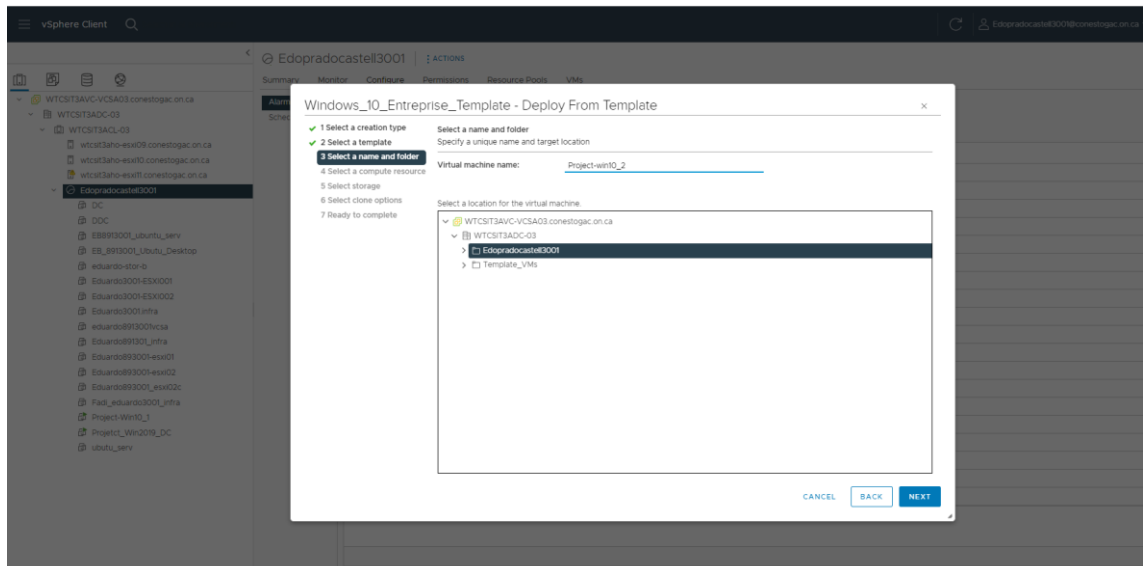 vSphere Client
Edopradocastell3001@conestogac.on.ca
Edopradocastell3001
ACTIONS
Summary Monitor Configure Permissions Resource Pools VMs
WTCSIT3AVC-VCSA03.conestogac.on.ca
WTCSIT3ADC-03
WTCSIT3ACL-03
wtcsit3aho-esxi09.conestogac.on.ca
wtcsit3aho-esxi10.conestogac.on.ca
wtcsit3aho-esxi11.conestogac.on.ca
Edopradocastell3001
DC
DDC
EB8913001_ubuntu_serv
EB_8913001_Ubutu_Desktop
eduardo-stor-b
Eduardo3001-ESXI001
Eduardo3001-ESXI002
Eduardo3001.infra
eduardo8913001vcsa
Eduardo891301_infra
Eduardo893001-esxi01
Eduardo893001-esxi02
Eduardo893001_esxi02c
Fadi_eduardo3001_infra
Project-Win10_1
Projetct_Win2019_DC
ubutu_serv
Alarm
Sched
Windows_10_Entreprise_Template - Deploy From Template
1 Select a creation type
2 Select a template
3 Select a name and folder
4 Select a compute resource
5 Select storage
6 Select clone options
7 Ready to complete
Select a name and folder
Specify a unique name and target location
Virtual machine name: Project-win10_2
Select a location for the virtual machine.
WTCSIT3AVC-VCSA03.conestogac.on.ca
WTCSIT3ADC-03
Edopradocastell3001
Template_VMs
CANCEL BACK NEXT